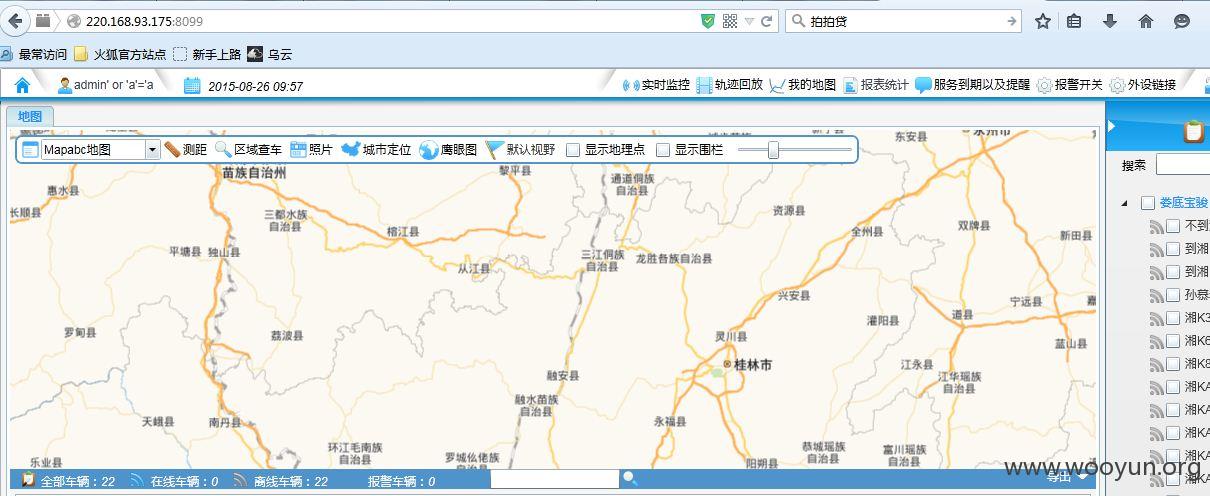 220.168.93.175:8099
拍拍贷
最常访问 火狐官方站点 新手上路 乌云
admin' or 'a'='a 2015-08-26 09:57 实时监控 轨迹回放 我的地图 报表统计 服务到期以及提醒 报警开关 外设链接
地图
Mapabc地图 测距 区域查车 照片 城市定位 鹰眼图 默认视野 显示地理点 显示围栏
搜索
娄底宝骏
不到
到湘
到湘
孙慕
湘K3
湘K6
湘K8
湘KA
湘KA
湘KA
湘KA
湘KA
东安县
永州市
惠水县
苗族自治州
黎平县
通道侗族
自治县
长顺县
三都水族
自治县
资源县
榕江县
全州县
双牌县
新田县
平塘县
独山县
三江侗族
自治县
龙胜各族自治县
从江县
兴安县
宁远县
罗甸县
荔波县
灌阳县
道县
灵川县
蓝山县
桂林市
江永县
融安县
江华瑶族
自治县
融水苗族
自治县
天峨县
南丹县
永福县
环江毛南族
自治县
罗城仫佬族
自治县
恭城瑶族
自治县
富川瑶族
自治县
乐业县
阳朔县
www.wooyun.org
全部车辆：22 在线车辆：0 离线车辆：22 报警车辆：0 导出